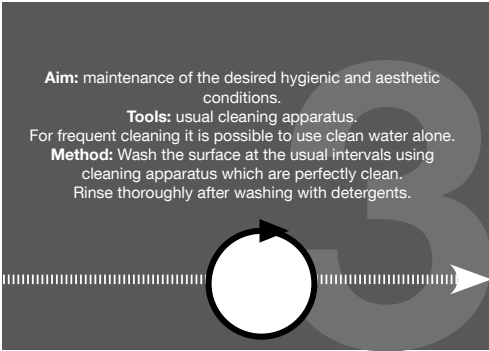 Aim: maintenance of the desired hygienic and aesthetic
conditions.
Tools: usual cleaning apparatus.
For frequent cleaning it is possible to use clean water alone.
Method: Wash the surface at the usual intervals using
cleaning apparatus which are perfectly clean.
Rinse thoroughly after washing with detergents.
3